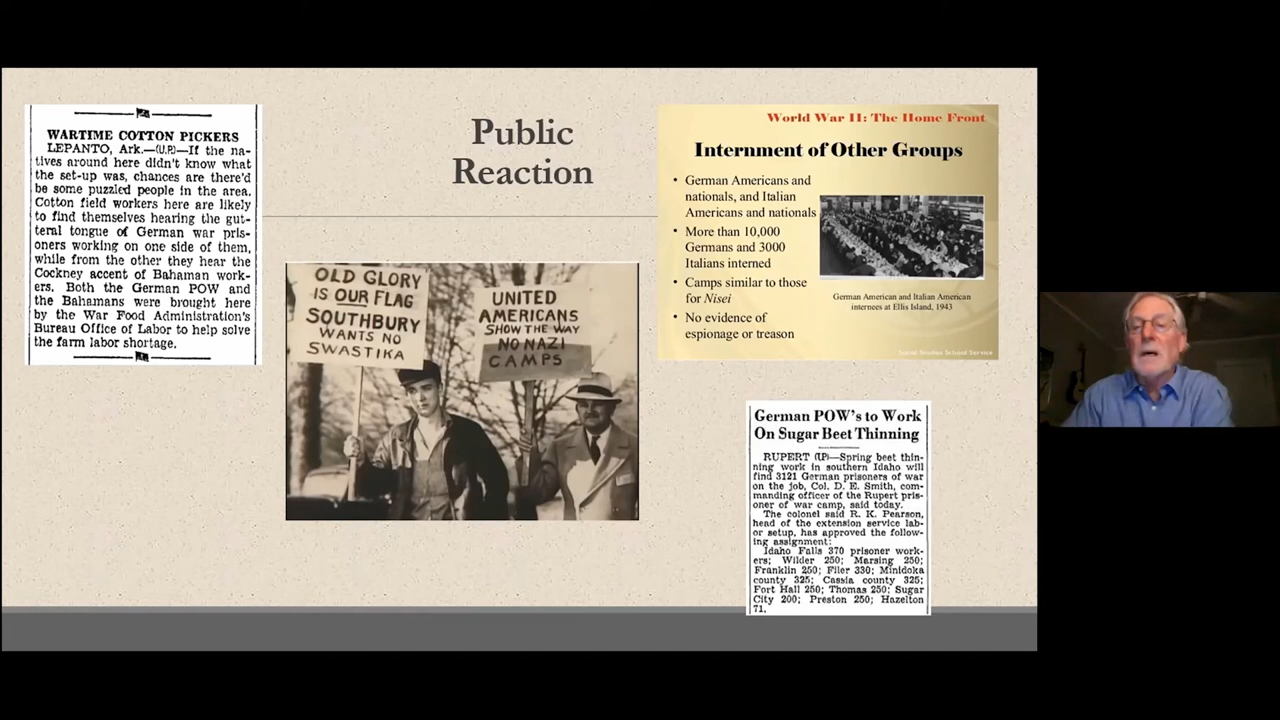 WARTIME COTTON PICKERS
LEPANTO, Ark.—(U.P.)—If the na-
tives around here didn't know what
the set-up was, chances are there'd
be some puzzled people in the area.
Cotton field workers here are likely
to find themselves hearing the gut-
teral tongue of German war pris-
oners working on one side of them,
while from the other they hear the
Cockney accent of Bahaman work-
ers. Both the German POW and
the Bahamans were brought here
by the War Food Administration's
Bureau Office of Labor to help solve
the farm labor shortage.
Public
Reaction
OLD GLORY
IS OUR FLAG
SOUTHBURY
WANTS NO
SWASTIKA
UNITED
AMERICANS
SHOW THE WAY
NO NAZI
CAMPS
World War II: The Home Front
Internment of Other Groups
• German Americans and
nationals, and Italian
Americans and nationals
• More than 10,000
Germans and 3000
Italians interned
• Camps similar to those
for Nisei
• No evidence of
espionage or treason
German American and Italian American
internees at Ellis Island, 1943
Social Studies School Service
German POW's to Work
On Sugar Beet Thinning
RUPERT (UP)—Spring beet thin-
ning work in southern Idaho will
find 3121 German prisoners of war
on the job, Col. D. E. Smith, com-
manding officer of the Rupert pris-
oner of war camp, said today.
The colonel said R. K. Pearson,
head of the extension service lab-
or setup, has approved the follow-
ing assignment:
Idaho Falls 370 prisoner work-
ers; Wilder 250; Marsing 250;
Franklin 250; Filer 330; Minidoka
county 325; Cassia county 325;
Fort Hall 250; Thomas 250; Sugar
City 200; Preston 250; Hazelton
71.